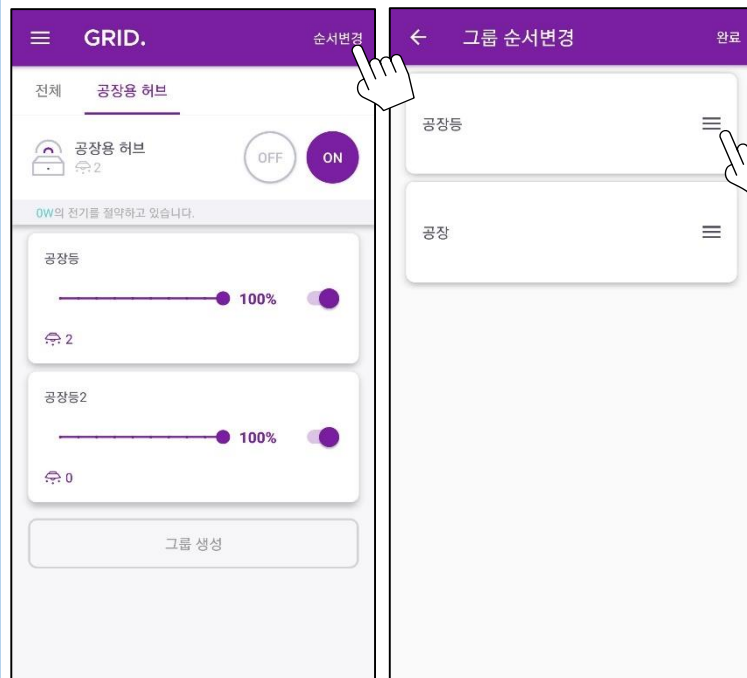 GRID.
순서변경
전체
공장용 허브
공장용 허브
2
OFF
ON
0W의 전기를 절약하고 있습니다.
공장등
100%
2
공장등2
100%
0
그룹 생성
그룹 순서변경
완료
공장등
공장